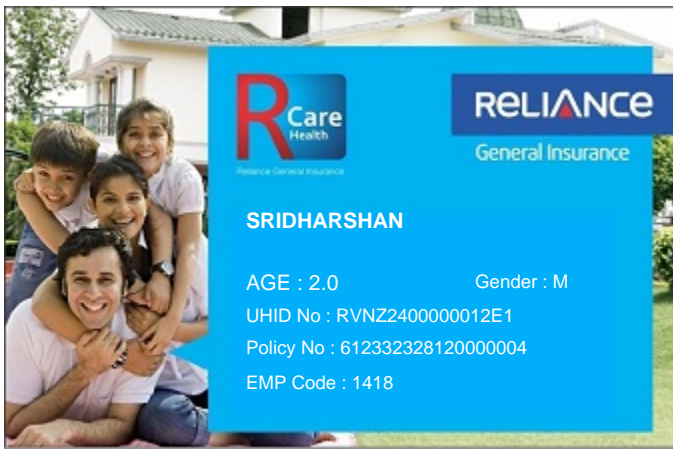 R Care
Health
Reliance General Insurance
RELIANCE
General Insurance
SRIDHARSHAN
AGE : 2.0 Gender : M
UHID No : RVNZ2400000012E1
Policy No : 612332328120000004
EMP Code : 1418